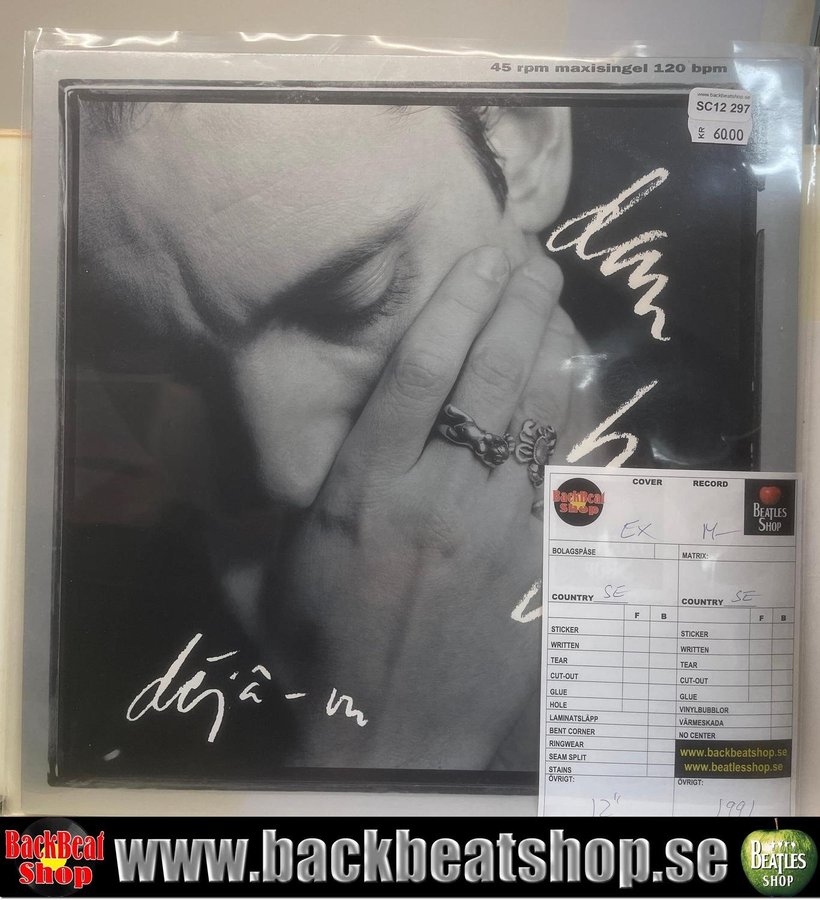 45 rpm maxisingel 120 bpm
www.backbeatshop.se
SC12 297
KR 60.00
dan
h
déjâ-vu
COVER RECORD
BackBeat
Shop
BEATLES
SHOP
EX M-
BOLAGSPÅSE MATRIX:
COUNTRY SE COUNTRY SE
F B F B
STICKER STICKER
WRITTEN WRITTEN
TEAR TEAR
CUT-OUT CUT-OUT
GLUE GLUE
HOLE VINYLBUBBLOR
LAMINATSLÄPP VÄRMESKADA
BENT CORNER NO CENTER
RINGWEAR
SEAM SPLIT
STAINS
www.backbeatshop.se
www.beatlesshop.se
ÖVRIGT: ÖVRIGT:
12" 1991
BackBeat
Shop
www.backbeatshop.se
BEATLES
SHOP